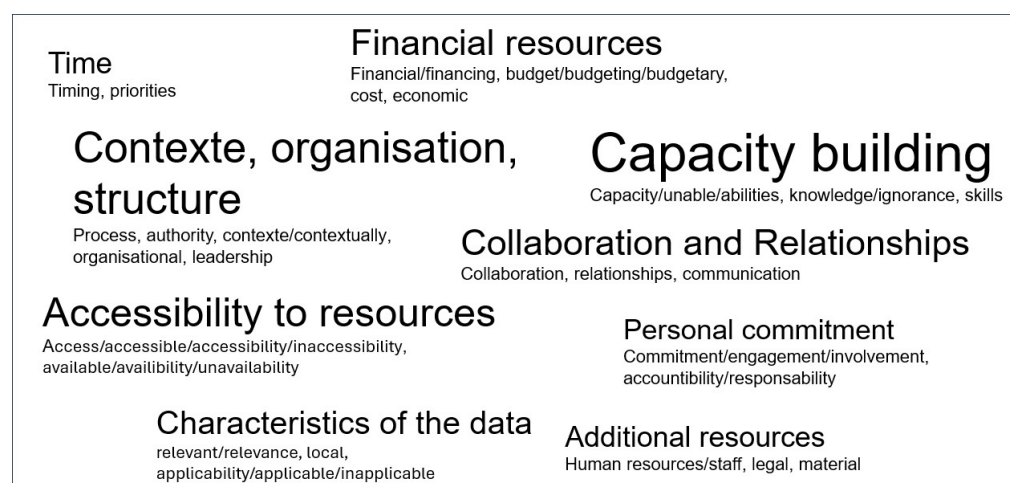 Time
Timing, priorities
Financial resources
Financial/financing, budget/budgeting/budgetary,
cost, economic
Contexte, organisation,
structure
Process, authority, contexte/contextually,
organisational, leadership
Capacity building
Capacity/unable/abilities, knowledge/ignorance, skills
Collaboration and Relationships
Collaboration, relationships, communication
Accessibility to resources
Access/accessible/accessibility/inaccessibility,
available/availibility/unavailability
Personal commitment
Commitment/engagement/involvement,
accountibility/responsability
Characteristics of the data
relevant/relevance, local,
applicability/applicable/inapplicable
Additional resources
Human resources/staff, legal, material